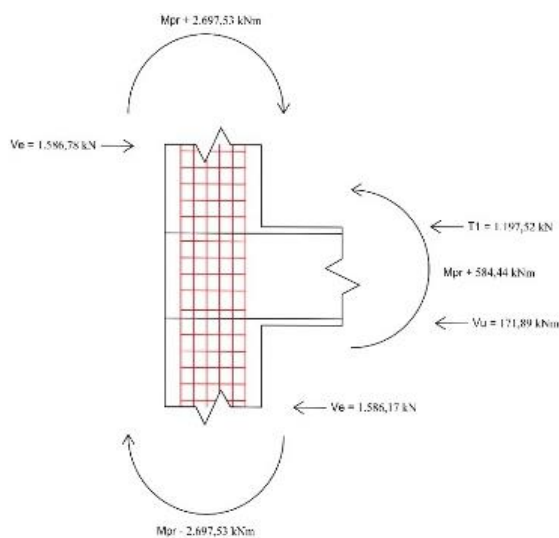 Mpr + 2.697,53 kNm
Ve = 1.586,78 kN
T1 = 1.197,52 kN
Mpr + 584,44 kNm
Vu = 171,89 kNm
Ve = 1.586,17 kN
Mpr - 2.697,53 kNm